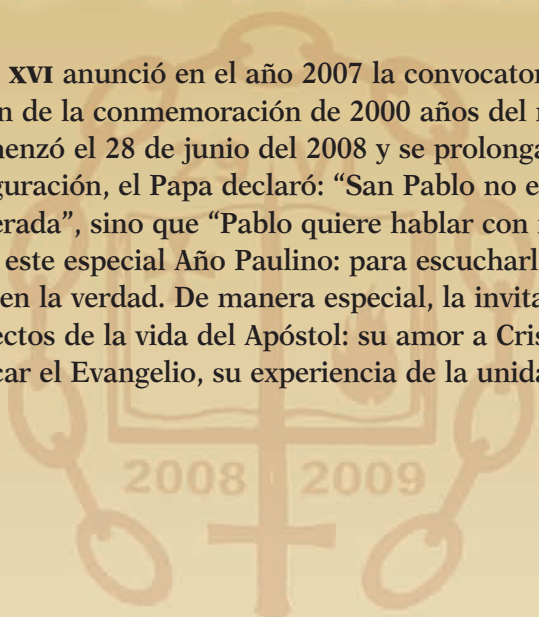 XVI anunció en el año 2007 la convocator
n de la conmemoración de 2000 años del
menzó el 28 de junio del 2008 y se prolonga
guración, el Papa declaró: “San Pablo no e
erada”, sino que “Pablo quiere hablar con
este especial Año Paulino: para escucharl
en la verdad. De manera especial, la invita
ectos de la vida del Apóstol: su amor a Cris
car el Evangelio, su experiencia de la unida
2008 2009